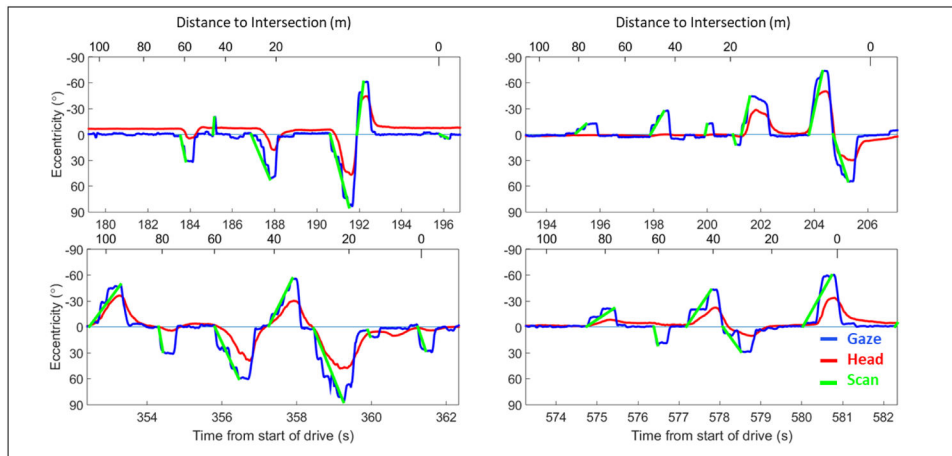 Distance to Intersection (m)
100 80 60 40 20 0
-90
-60
-30
0
30
60
90
Eccentricity (°)
180 182 184 186 188 190 192 194 196
Distance to Intersection (m)
100 80 60 40 20 0
-90
-60
-30
0
30
60
90
Eccentricity (°)
194 196 198 200 202 204 206
100 80 60 40 20 0
-90
-60
-30
0
30
60
90
Eccentricity (°)
354 356 358 360 362
Time from start of drive (s)
100 80 60 40 20 0
-90
-60
-30
0
30
60
90
Eccentricity (°)
Gaze
Head
Scan
574 575 576 577 578 579 580 581 582
Time from start of drive (s)